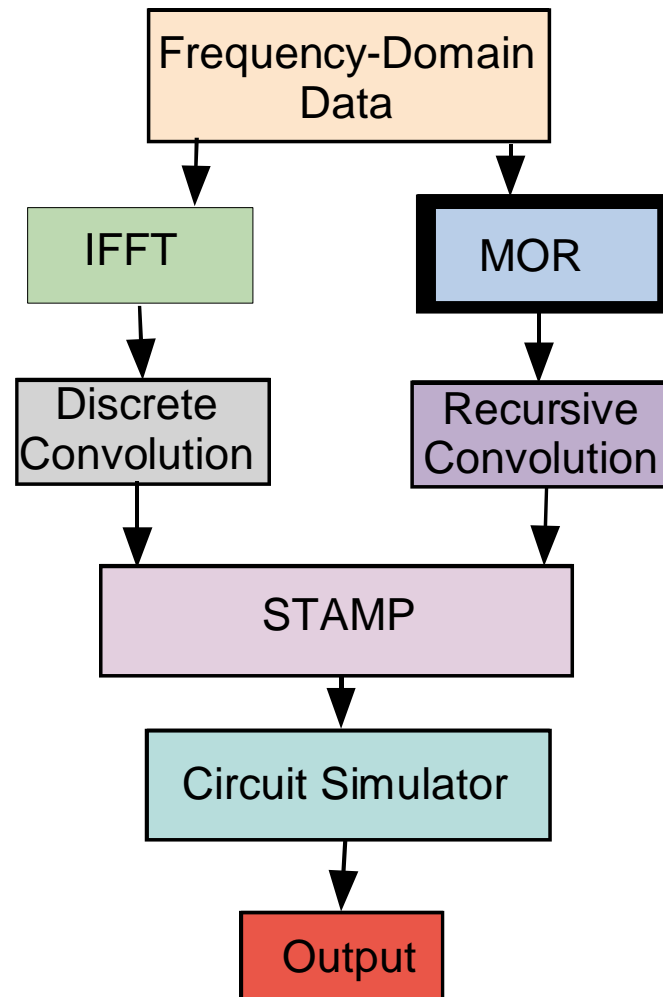 Frequency-Domain
Data
IFFT
MOR
Discrete
Convolution
Recursive
Convolution
STAMP
Circuit Simulator
Output